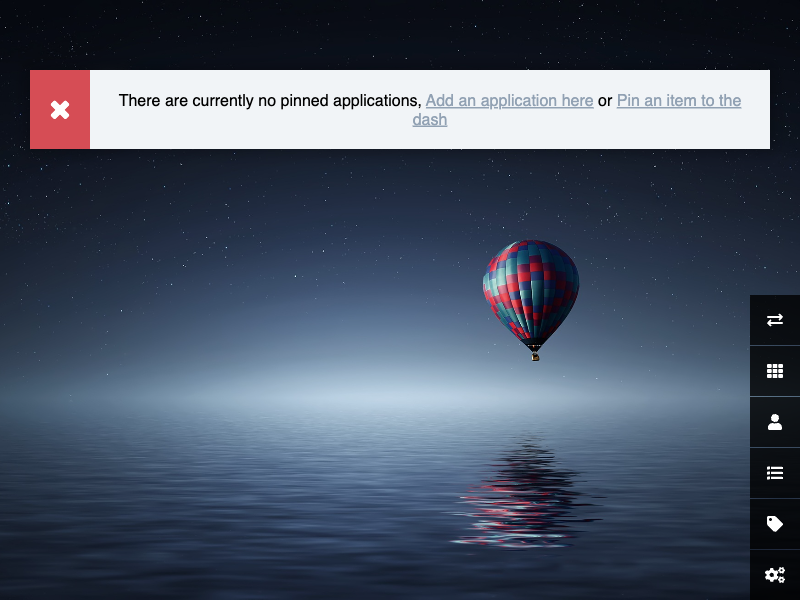 There are currently no pinned applications, Add an application here or Pin an item to the
dash